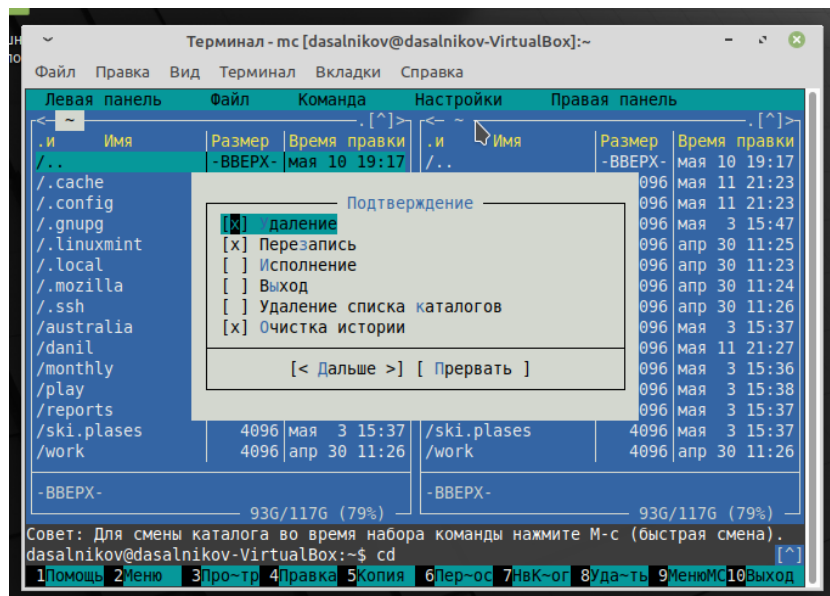 Терминал - mc [dasalnikov@dasalnikov-VirtualBox]:~
Файл Правка Вид Терминал Вкладки Справка
Левая панель Файл Команда Настройки Правая панель
<- ~ .[^]> <- ~ .[^]>
.и Имя Размер Время правки .и Имя Размер Время правки
/.. -ВВЕРХ- мая 10 19:17 /.. -ВВЕРХ- мая 10 19:17
/.cache 096 мая 11 21:23
/.config 096 мая 11 21:23
/.gnupg 096 мая 3 15:47
/.linuxmint 096 апр 30 11:25
/.local 096 апр 30 11:23
/.mozilla 096 апр 30 11:24
/.ssh 096 апр 30 11:26
/australia 096 мая 3 15:37
/danil 096 мая 11 21:27
/monthly 096 мая 3 15:36
/play 096 мая 3 15:38
/reports 096 мая 3 15:37
/ski.plases 4096 мая 3 15:37 /ski.plases 4096 мая 3 15:37
/work 4096 апр 30 11:26 /work 4096 апр 30 11:26
Подтверждение
[x] Удаление
[x] Перезапись
[ ] Исполнение
[ ] Выход
[ ] Удаление списка каталогов
[x] Очистка истории
[< Дальше >] [ Прервать ]
-ВВЕРХ- -ВВЕРХ-
93G/117G (79%) 93G/117G (79%)
Совет: Для смены каталога во время набора команды нажмите M-c (быстрая смена).
dasalnikov@dasalnikov-VirtualBox:~$ cd [^]
1Помощь 2Меню 3Про~тр 4Правка 5Копия 6Пер~ос 7НвК~ог 8Уда~ть 9МенюMC 10Выход